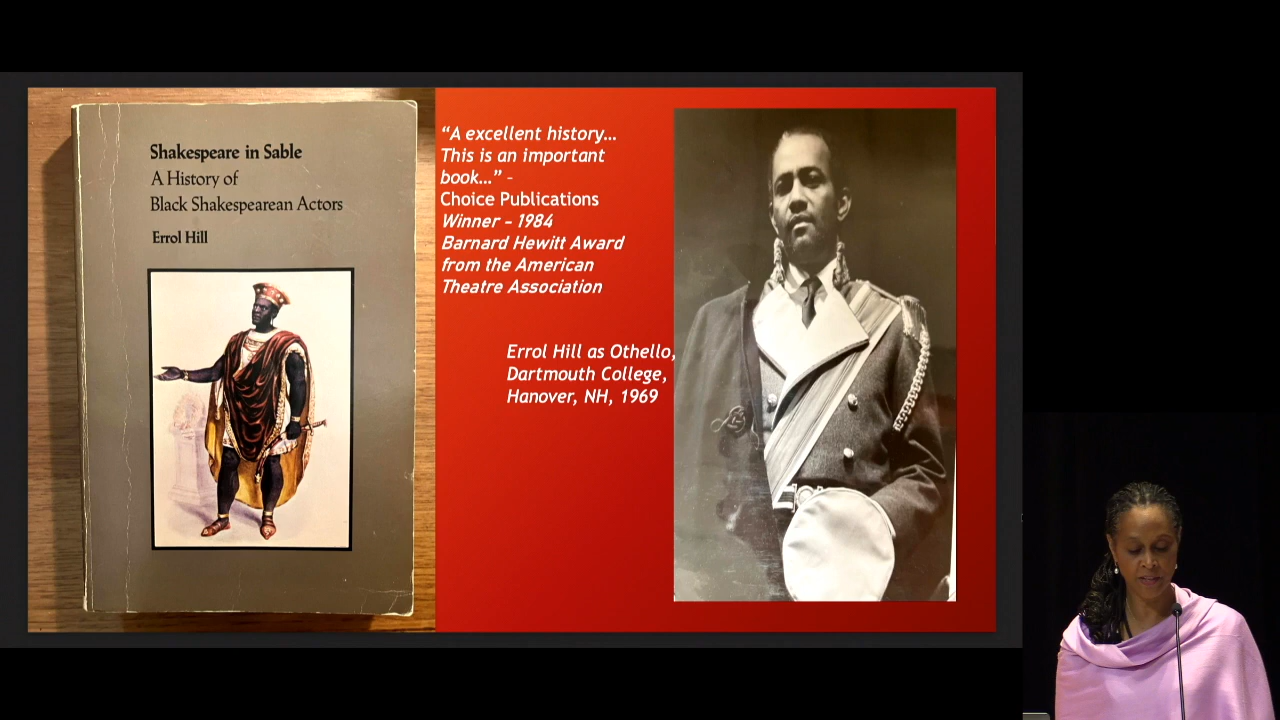 Shakespeare in Sable
A History of
Black Shakespearean Actors
Errol Hill
“A excellent history…
This is an important
book…” –
Choice Publications
Winner – 1984
Barnard Hewitt Award
from the American
Theatre Association
Errol Hill as Othello,
Dartmouth College,
Hanover, NH, 1969